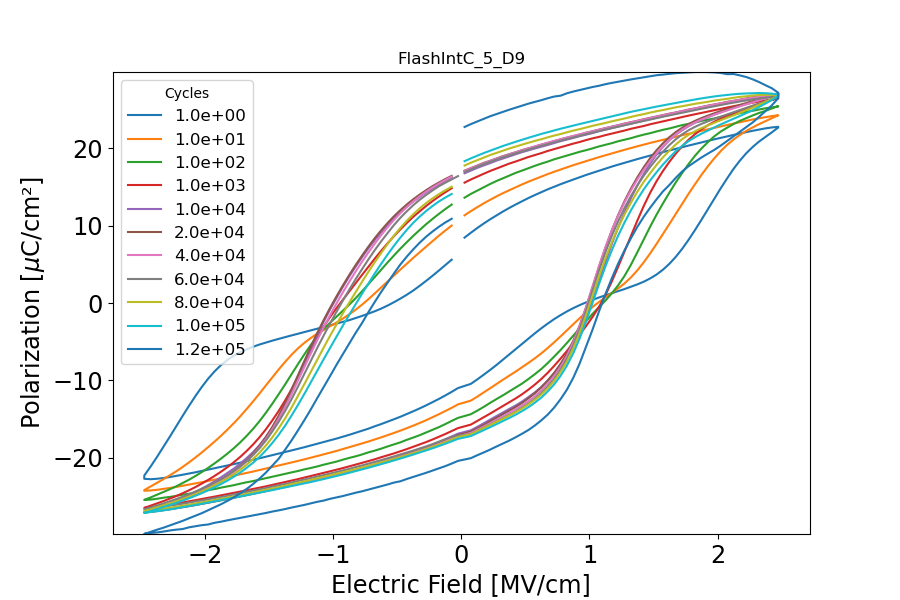 FlashIntC_5_D9
Cycles
1.0e+00
1.0e+01
1.0e+02
1.0e+03
1.0e+04
2.0e+04
4.0e+04
6.0e+04
8.0e+04
1.0e+05
1.2e+05
Polarization [μC/cm²]
20
10
0
−10
−20
−2
−1
0
1
2
Electric Field [MV/cm]